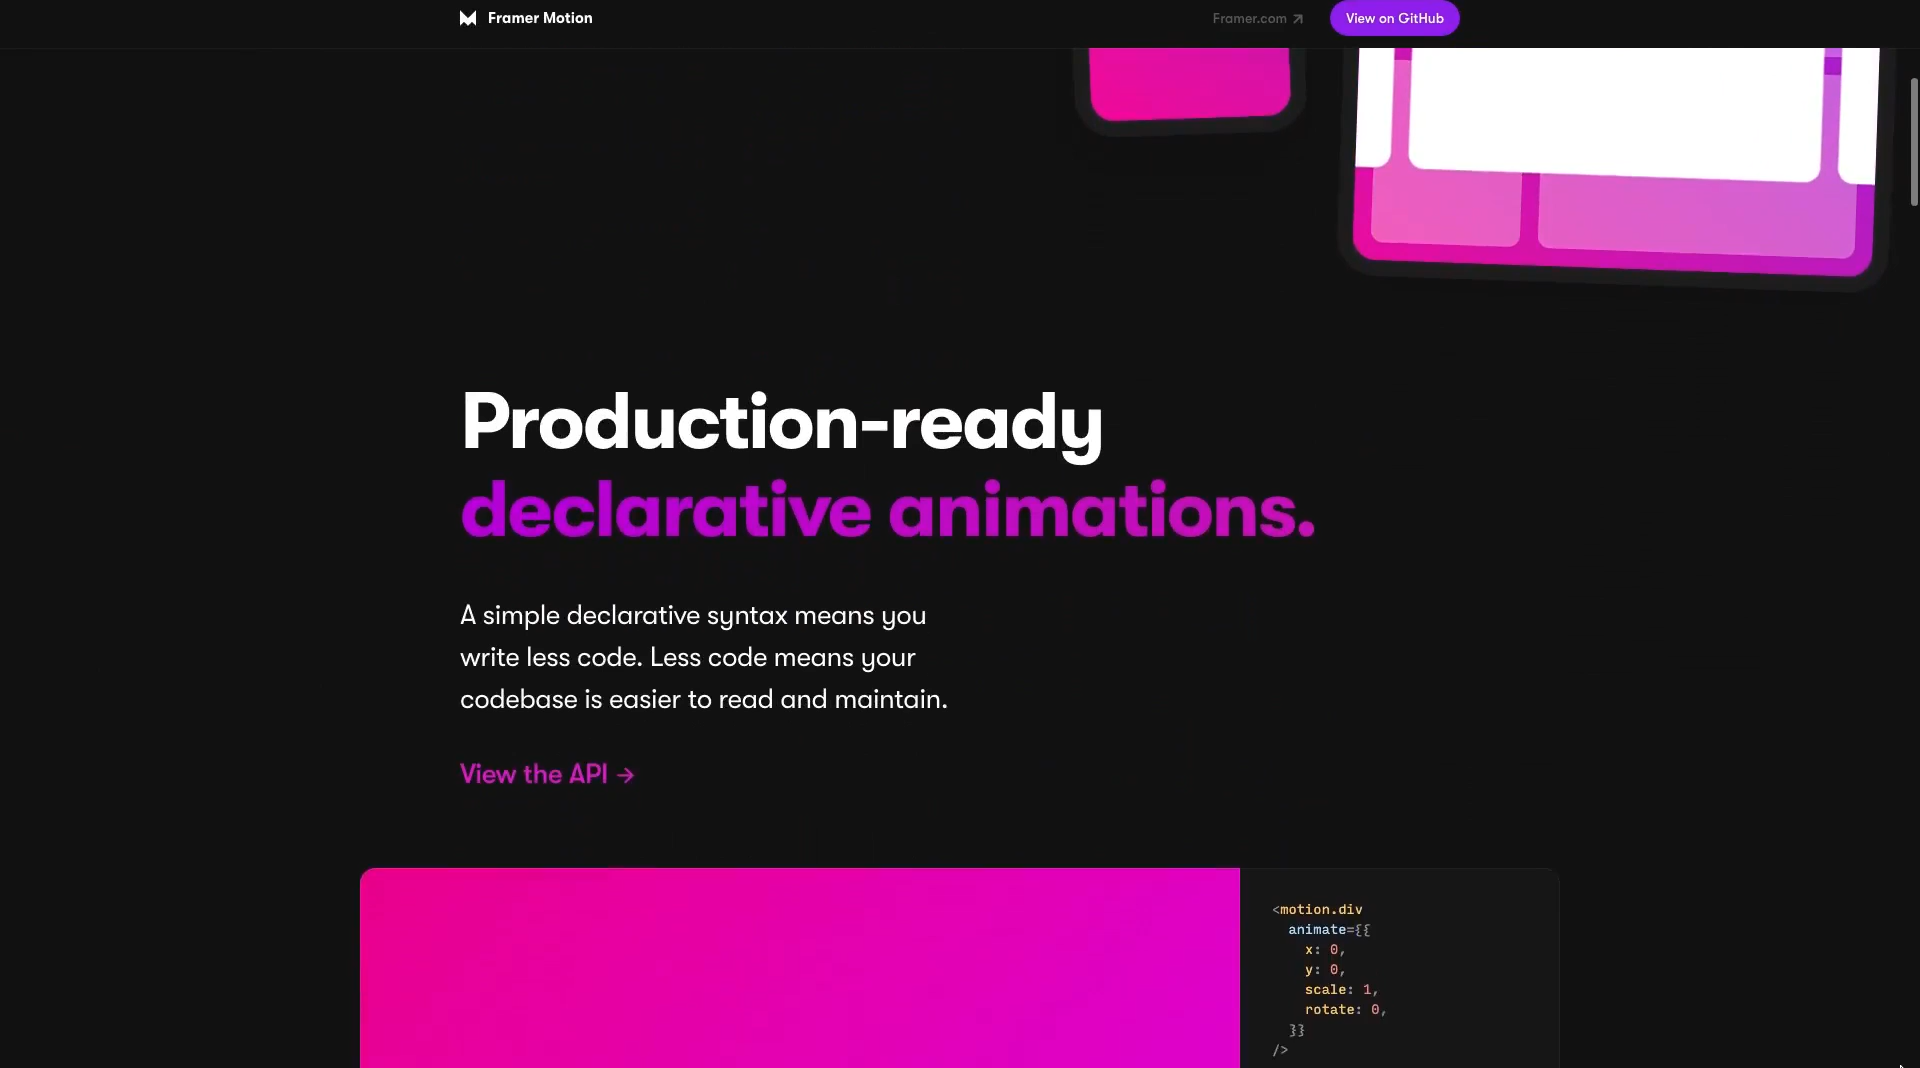 Framer Motion
Framer.com ↗
View on GitHub
Production-ready
declarative animations.
A simple declarative syntax means you
write less code. Less code means your
codebase is easier to read and maintain.
View the API →
<motion.div
  animate={{
    x: 0,
    y: 0,
    scale: 1,
    rotate: 0,
  }}
/>